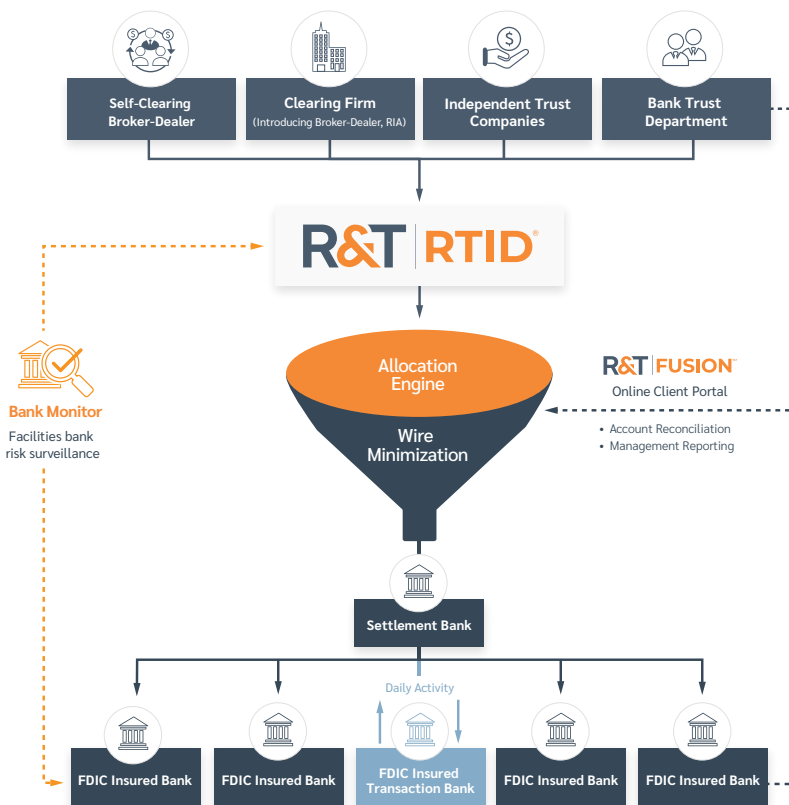 Self-Clearing
Broker-Dealer
Clearing Firm
(Introducing Broker-Dealer, RIA)
Independent Trust
Companies
Bank Trust
Department
R&T | RTID®
Allocation
Engine
Wire
Minimization
R&T | FUSION™
Online Client Portal
• Account Reconciliation
• Management Reporting
Bank Monitor
Facilities bank
risk surveillance
Settlement Bank
Daily Activity
FDIC Insured Bank
FDIC Insured Bank
FDIC Insured
Transaction Bank
FDIC Insured Bank
FDIC Insured Bank